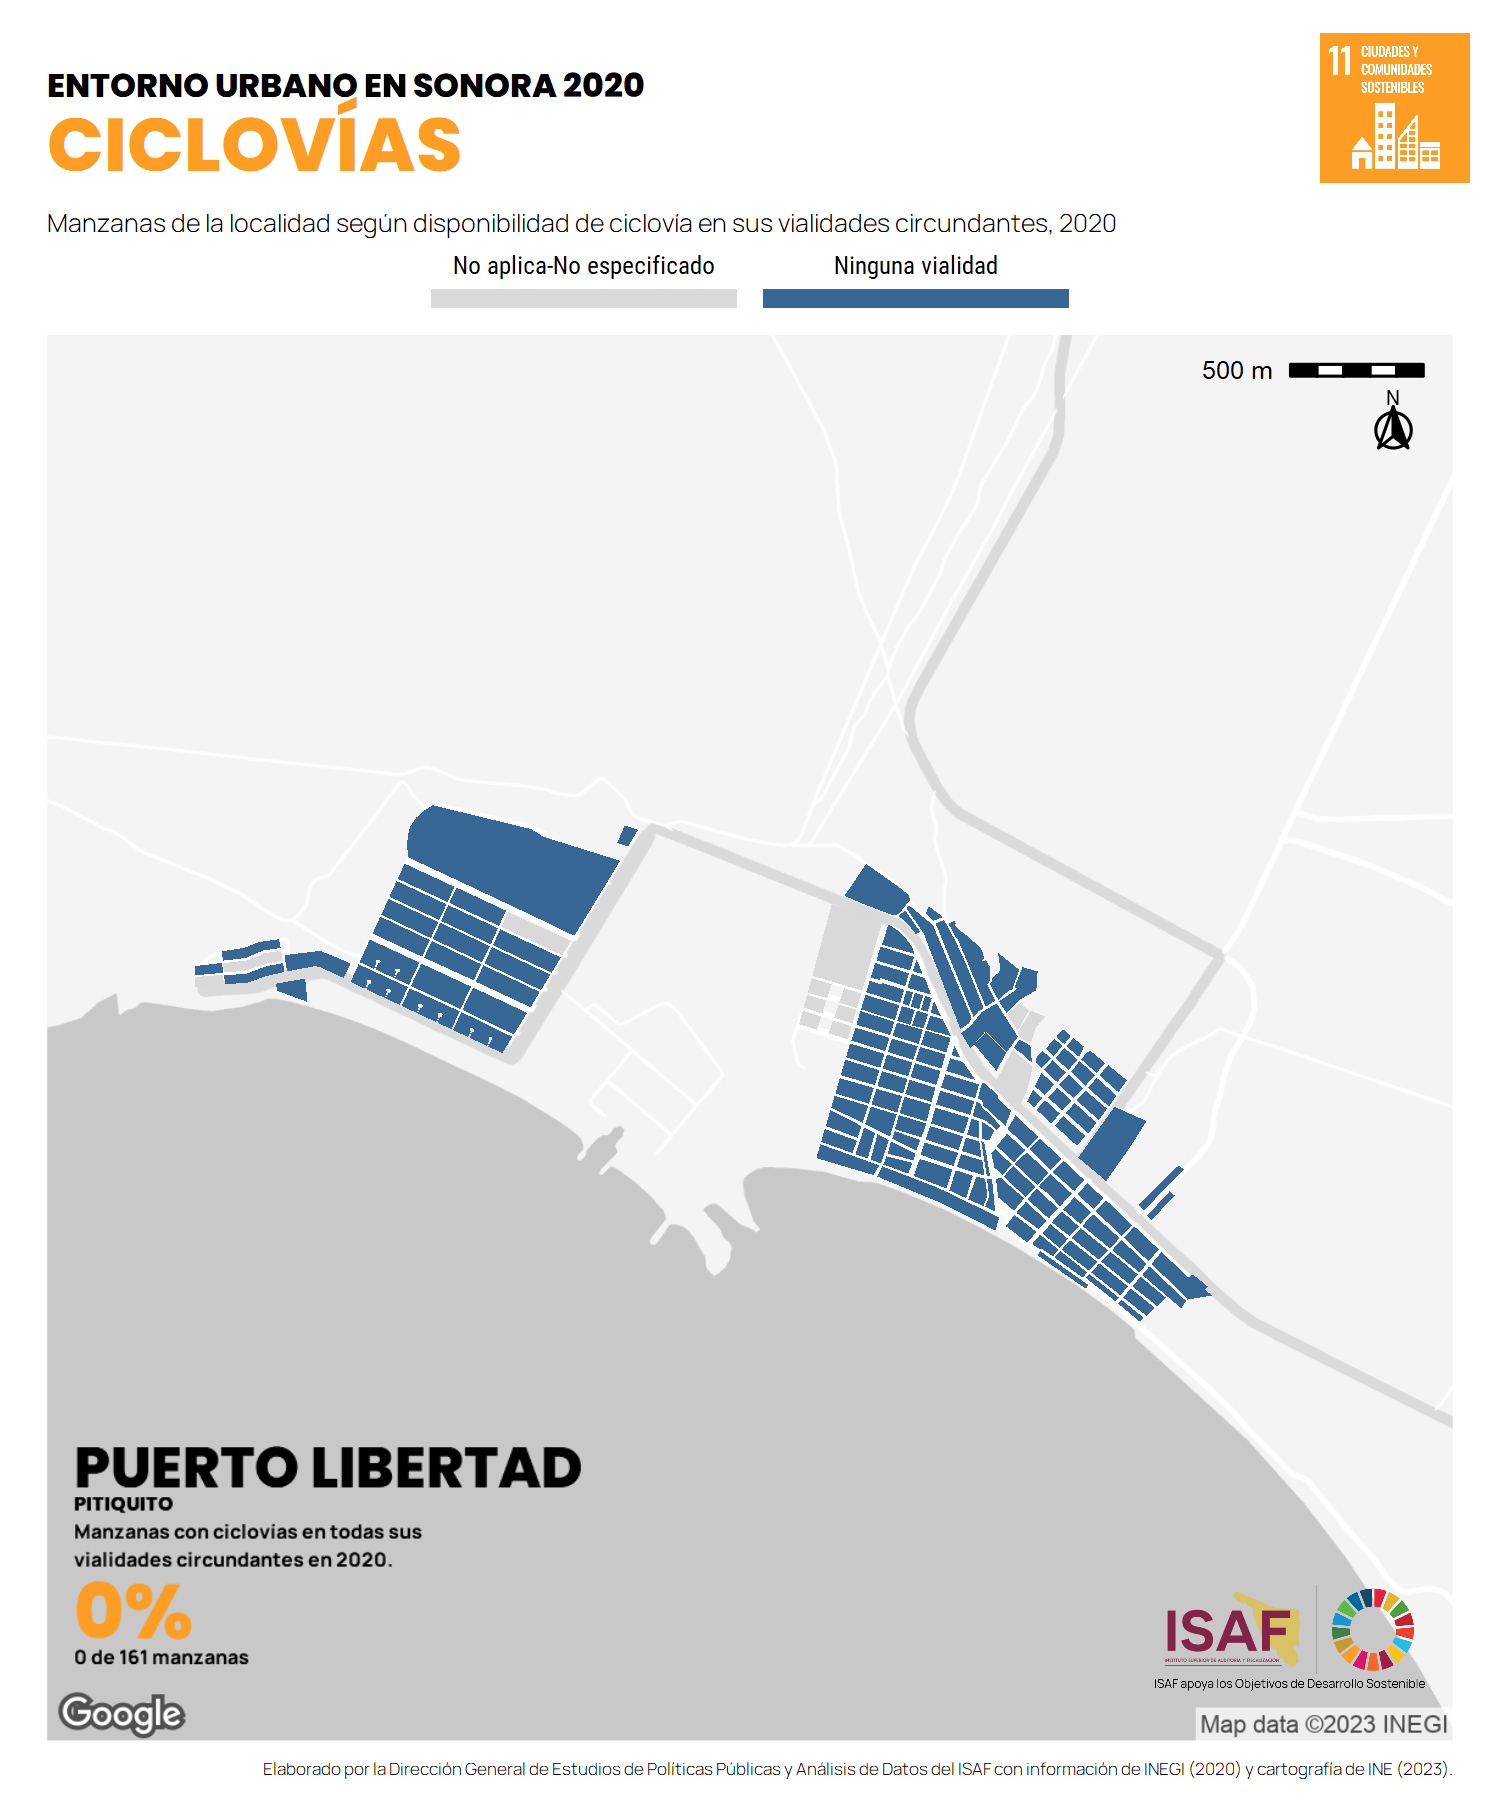 ENTORNO URBANO EN SONORA 2020
CICLOVÍAS
11 CIUDADES Y
COMUNIDADES
SOSTENIBLES
Manzanas de la localidad según disponibilidad de ciclovía en sus vialidades circundantes, 2020
No aplica-No especificado
Ninguna vialidad
500 m
N
PUERTO LIBERTAD
PITIQUITO
Manzanas con ciclovias en todas sus
vialidades circundantes en 2020.
0%
0 de 161 manzanas
ISAF
INSTITUTO SUPERIOR DE AUDITORÍA Y FISCALIZACIÓN
ISAF apoya los Objetivos de Desarrollo Sostenible
Google
Map data ©2023 INEGI
Elaborado por la Dirección General de Estudios de Políticas Públicas y Análisis de Datos del ISAF con información de INEGI (2020) y cartografía de INE (2023).